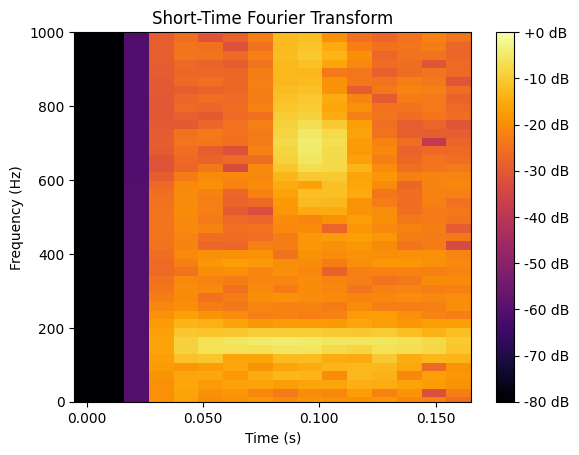 Short-Time Fourier Transform
1000
800
600
400
200
0
Frequency (Hz)
0.000
0.050
0.100
0.150
Time (s)
+0 dB
-10 dB
-20 dB
-30 dB
-40 dB
-50 dB
-60 dB
-70 dB
-80 dB